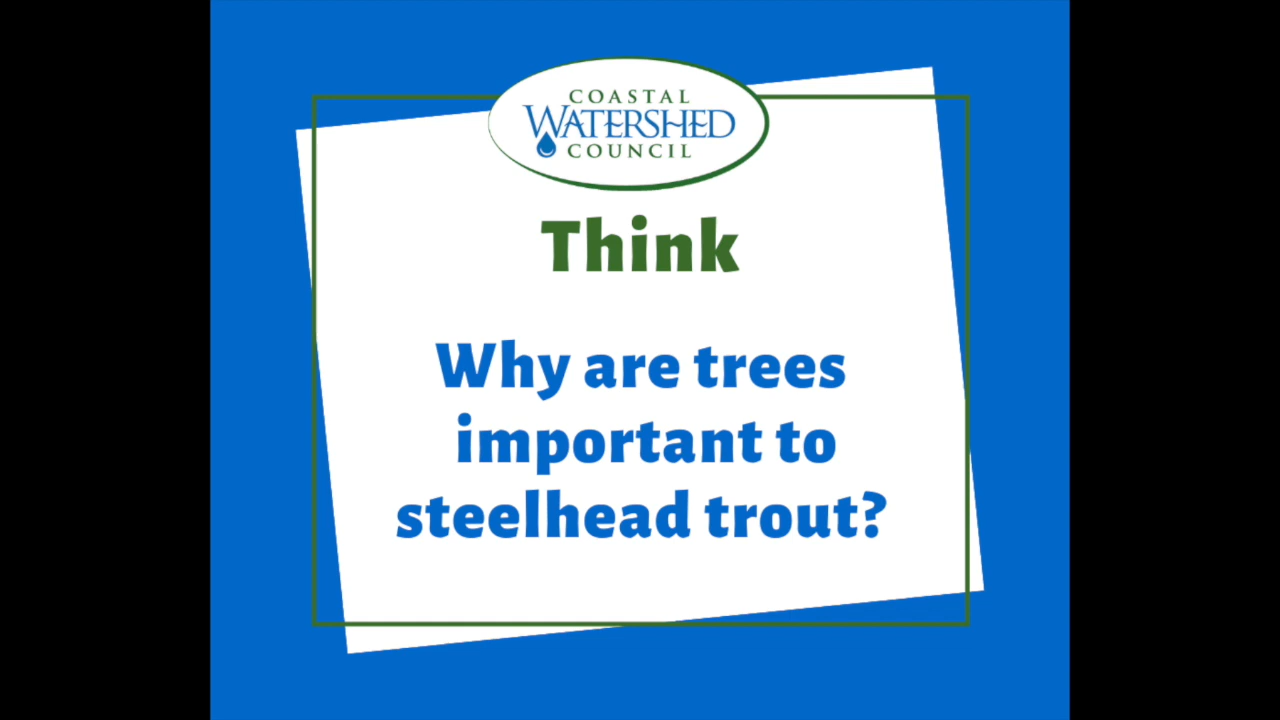 COASTAL
WATERSHED
COUNCIL
Think
Why are trees
important to
steelhead trout?